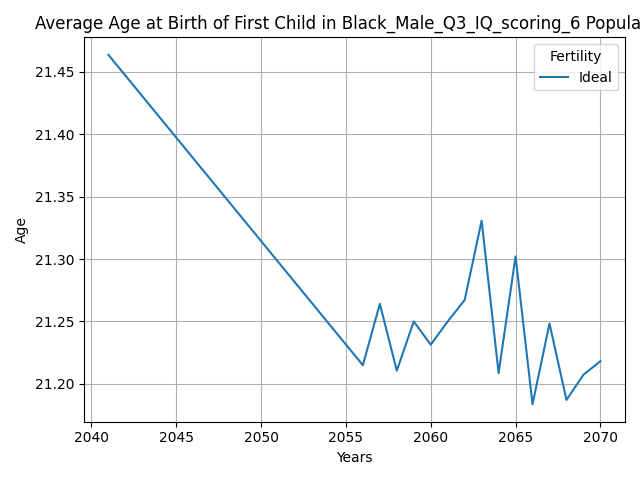 Average Age at Birth of First Child in Black_Male_Q3_IQ_scoring_6 Popula
Fertility
Ideal
21.45
21.40
21.35
21.30
21.25
21.20
Age
2040 2045 2050 2055 2060 2065 2070
Years